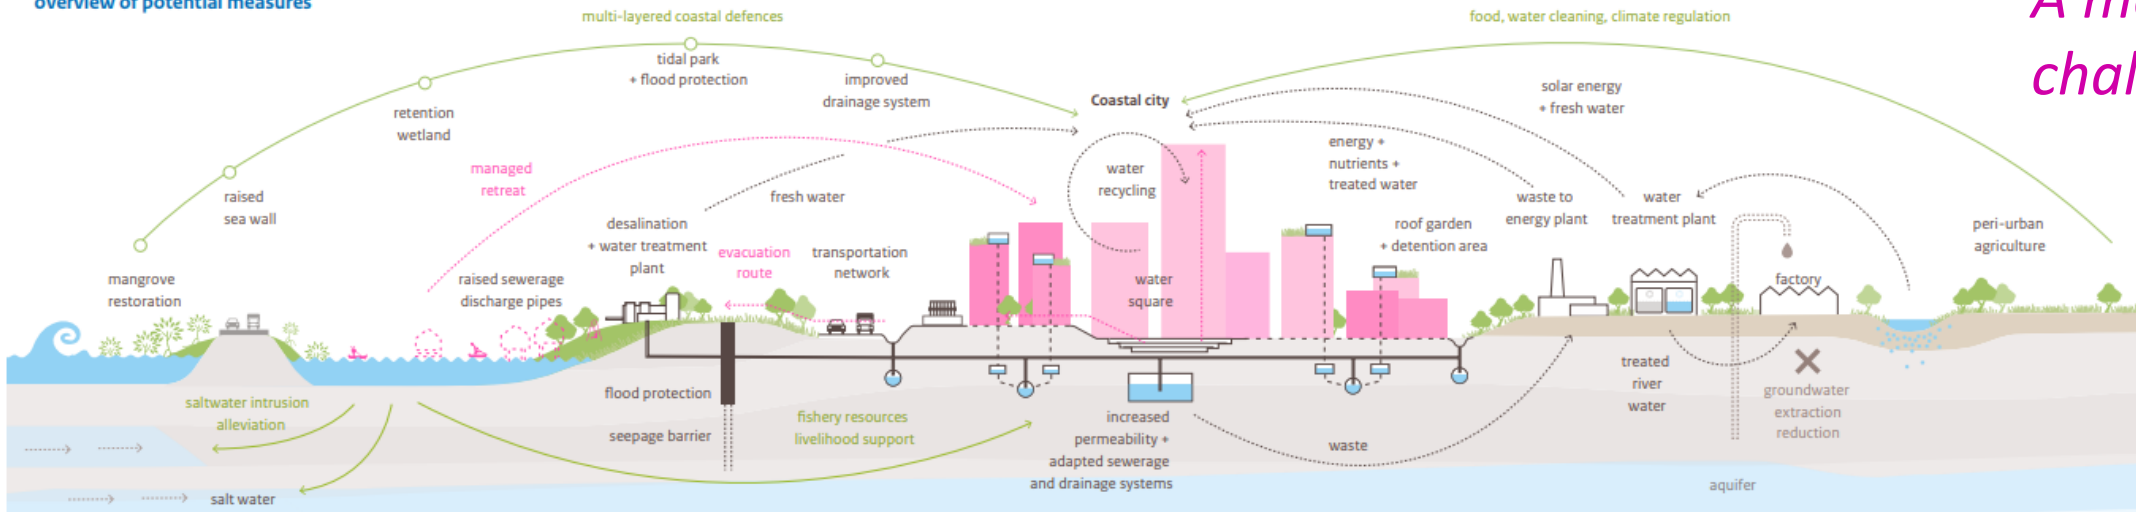 overview of potential measures
multi-layered coastal defences
food, water cleaning, climate regulation
chal
tidal park
+ flood protection
improved
drainage system
Coastal city
solar energy
+ fresh water
retention
wetland
managed
retreat
water
recycling
energy +
nutrients +
treated water
raised
sea wall
fresh water
desalination
+ water treatment
plant
waste to
energy plant
water
treatment plant
roof garden
+ detention area
peri-urban
agriculture
evacuation
route
transportation
network
mangrove
restoration
raised sewerage
discharge pipes
water
square
factory
saltwater intrusion
alleviation
flood protection
seepage barrier
fishery resources
livelihood support
increased
permeability +
adapted sewerage
and drainage systems
waste
treated
river
water
groundwater
extraction
reduction
salt water
aquifer